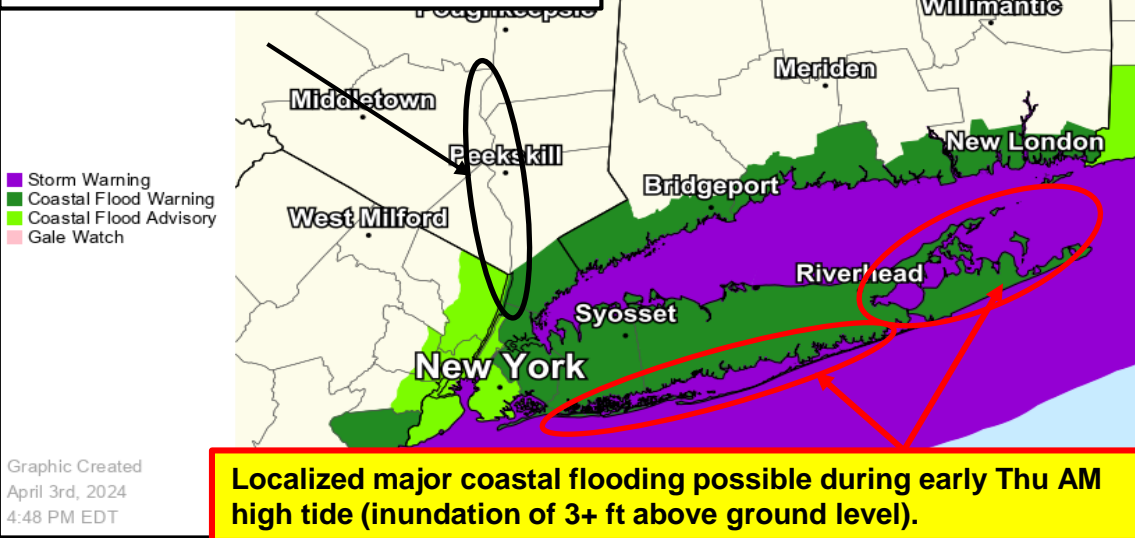 Poughkeepsie
Willimantic
Meriden
Middletown
New London
Peekskill
Bridgeport
Storm Warning
Coastal Flood Warning
Coastal Flood Advisory
Gale Watch
West Milford
Riverhead
Syosset
New York
Graphic Created
April 3rd, 2024
4:48 PM EDT
Localized major coastal flooding possible during early Thu AM
high tide (inundation of 3+ ft above ground level).